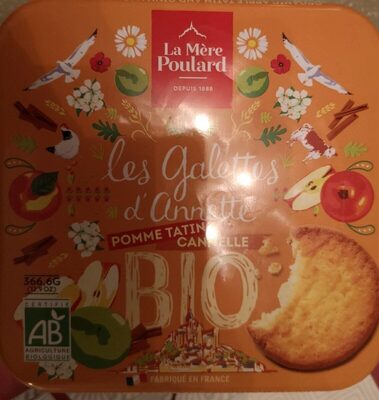 La Mère
Poulard
DEPUIS 1888
les Galettes
d'Annette
POMME TATIN
CANNELLE
BIO
366,6G
CERTIFIÉ
AB
AGRICULTURE
BIOLOGIQUE
FABRIQUÉ EN FRANCE